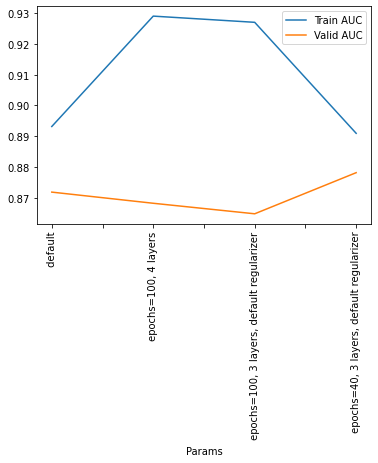 0.93
0.92
0.91
0.90
0.89
0.88
0.87
Train AUC
Valid AUC
default
epochs=100, 4 layers
epochs=100, 3 layers, default regularizer
epochs=40, 3 layers, default regularizer
Params